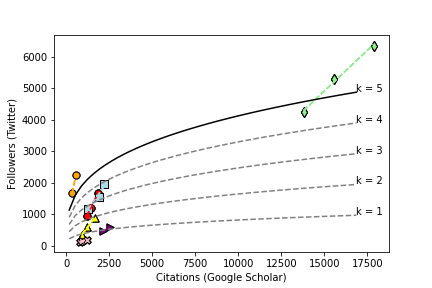 6000
5000
4000
3000
2000
1000
0
Followers (Twitter)
k = 5
k = 4
k = 3
k = 2
k = 1
0 2500 5000 7500 10000 12500 15000 17500
Citations (Google Scholar)